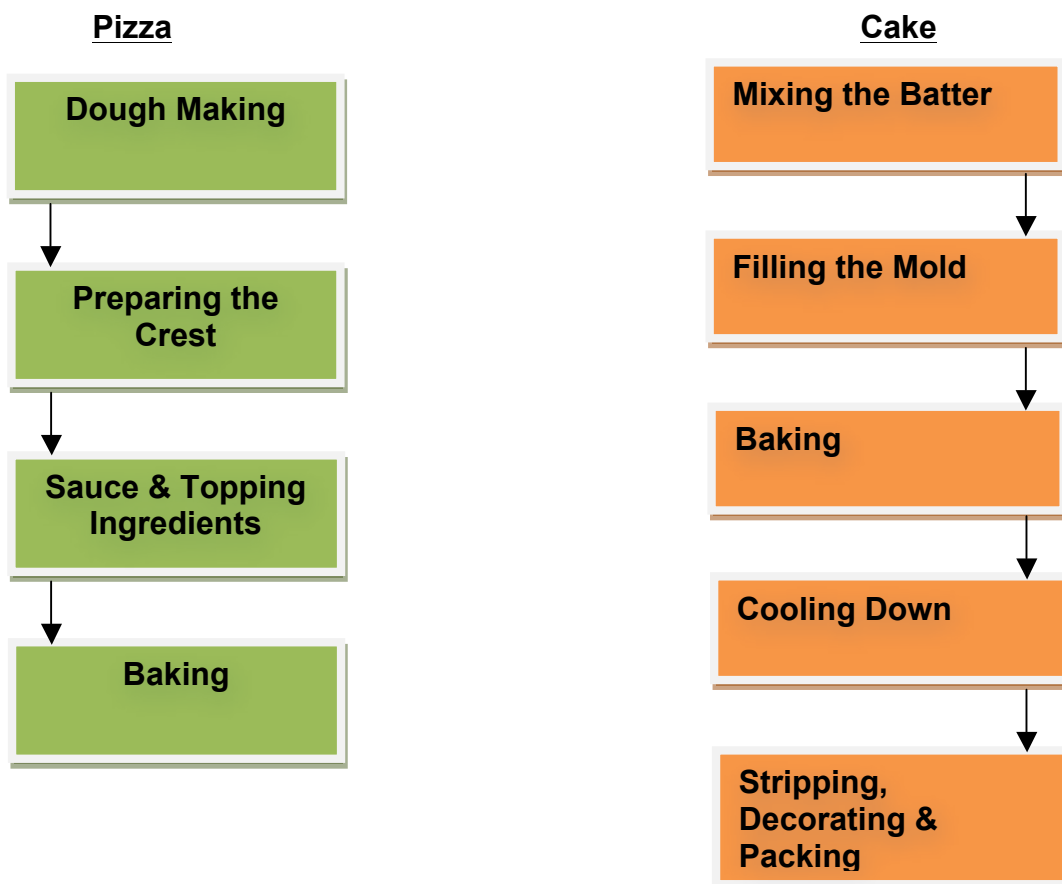 Pizza
Dough Making
Preparing the
Crest
Sauce & Topping
Ingredients
Baking
Cake
Mixing the Batter
Filling the Mold
Baking
Cooling Down
Stripping,
Decorating &
Packing